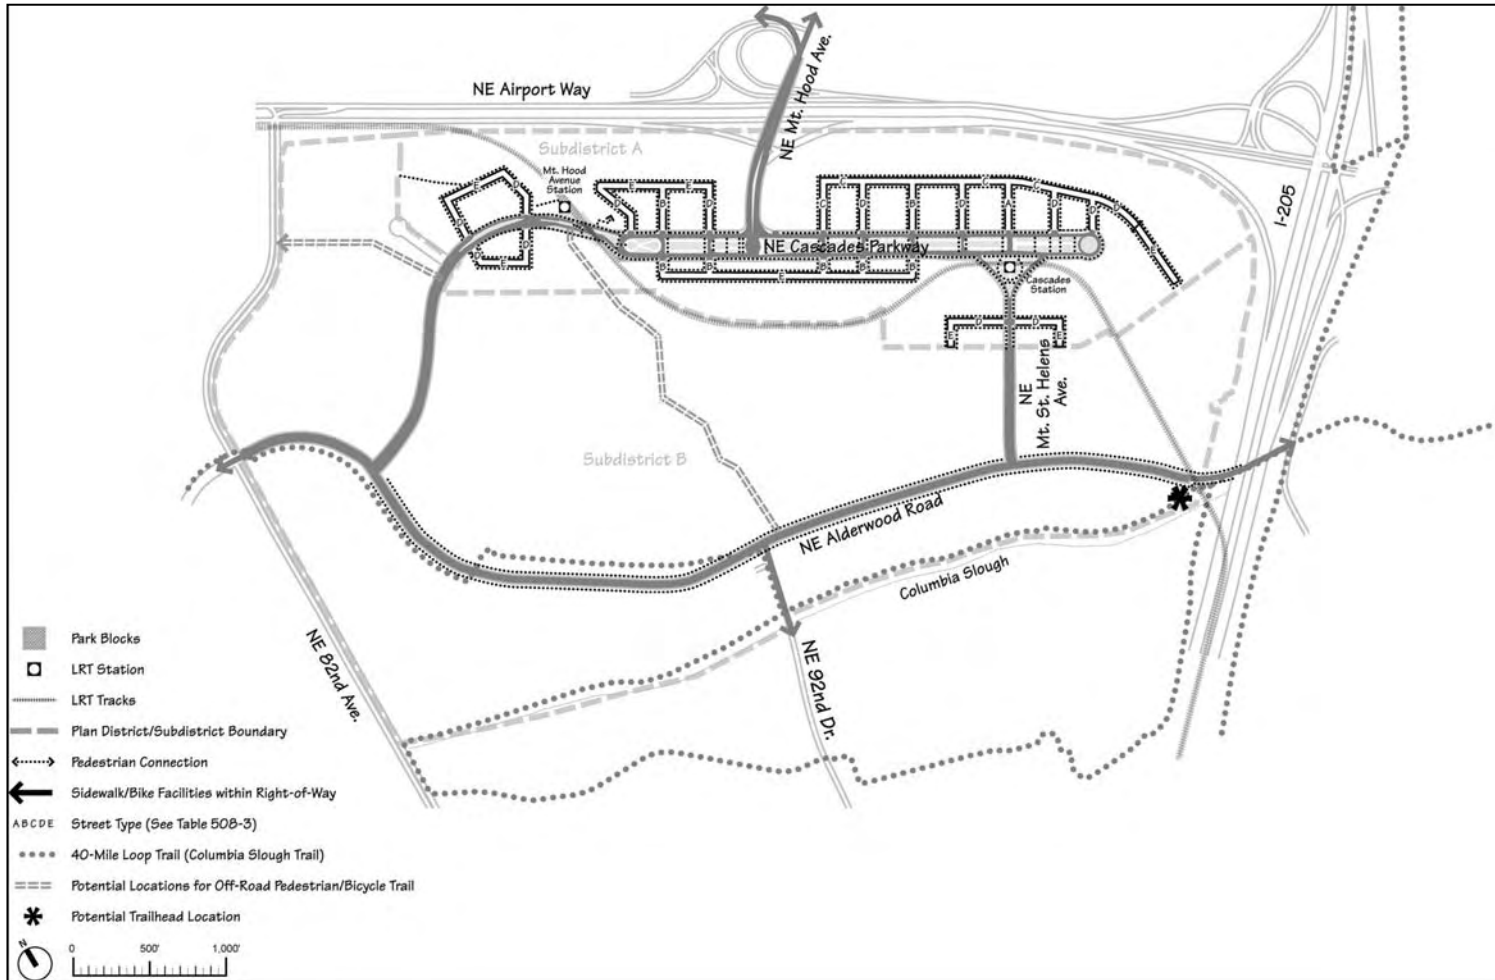 NE Airport Way
NE Mt. Hood Ave.
Subdistrict A
Mt. Hood
Avenue
Station
E
D
E
D
D
D
E
E
E
D
B
D
C
C
C
D
C
D
B
D
A
D
D
E
NE Cascades Parkway
B
B
B
B
B
E
Cascades
Station
I-205
D
D
E
E
NE
Mt. St. Helens
Ave.
Subdistrict B
NE Alderwood Road
Columbia Slough
NE 82nd Ave.
NE 92nd Dr.
Park Blocks
LRT Station
LRT Tracks
Plan District/Subdistrict Boundary
Pedestrian Connection
Sidewalk/Bike Facilities within Right-of-Way
ABCDE Street Type (See Table 508-3)
40-Mile Loop Trail (Columbia Slough Trail)
Potential Locations for Off-Road Pedestrian/Bicycle Trail
Potential Trailhead Location
N
0 500' 1,000'